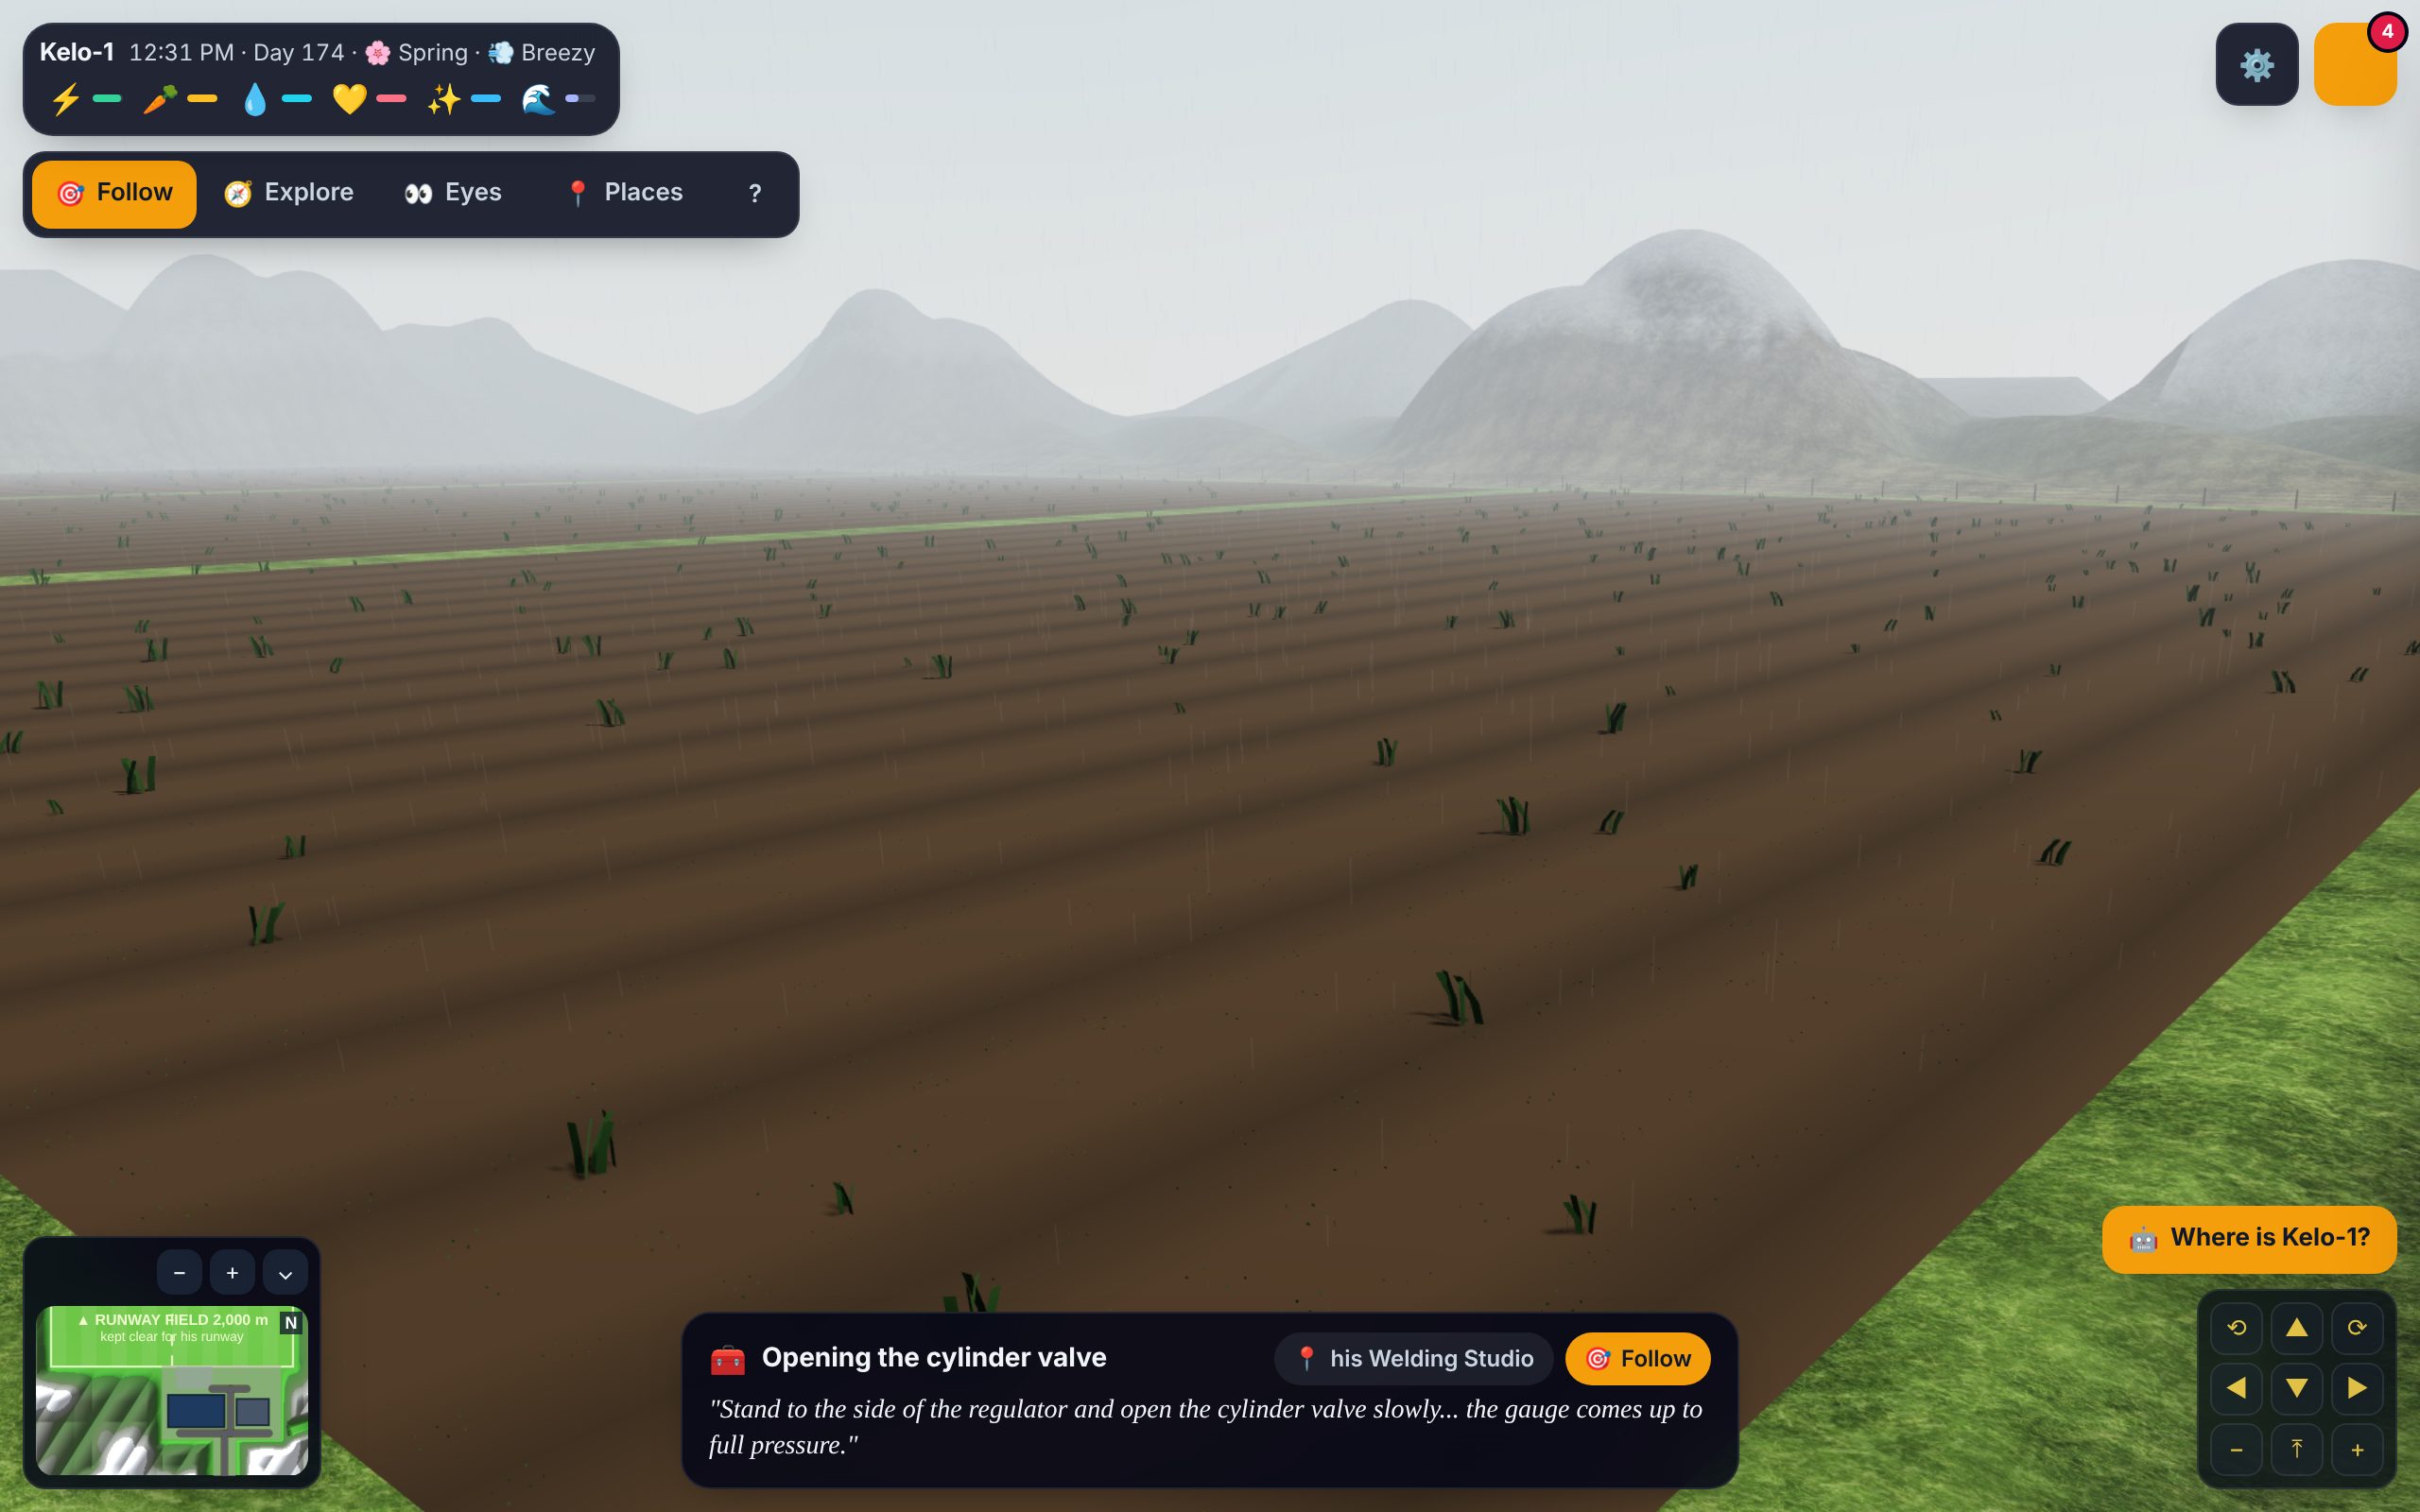 Kelo-1 12:31 PM · Day 174 · 🌸 Spring · 💨 Breezy
4
Follow
Explore
Eyes
Places
?
Where is Kelo-1?
▲ RUNWAY FIELD 2,000 m
N
kept clear for his runway
Opening the cylinder valve
his Welding Studio
Follow
"Stand to the side of the regulator and open the cylinder valve slowly... the gauge comes up to
full pressure."